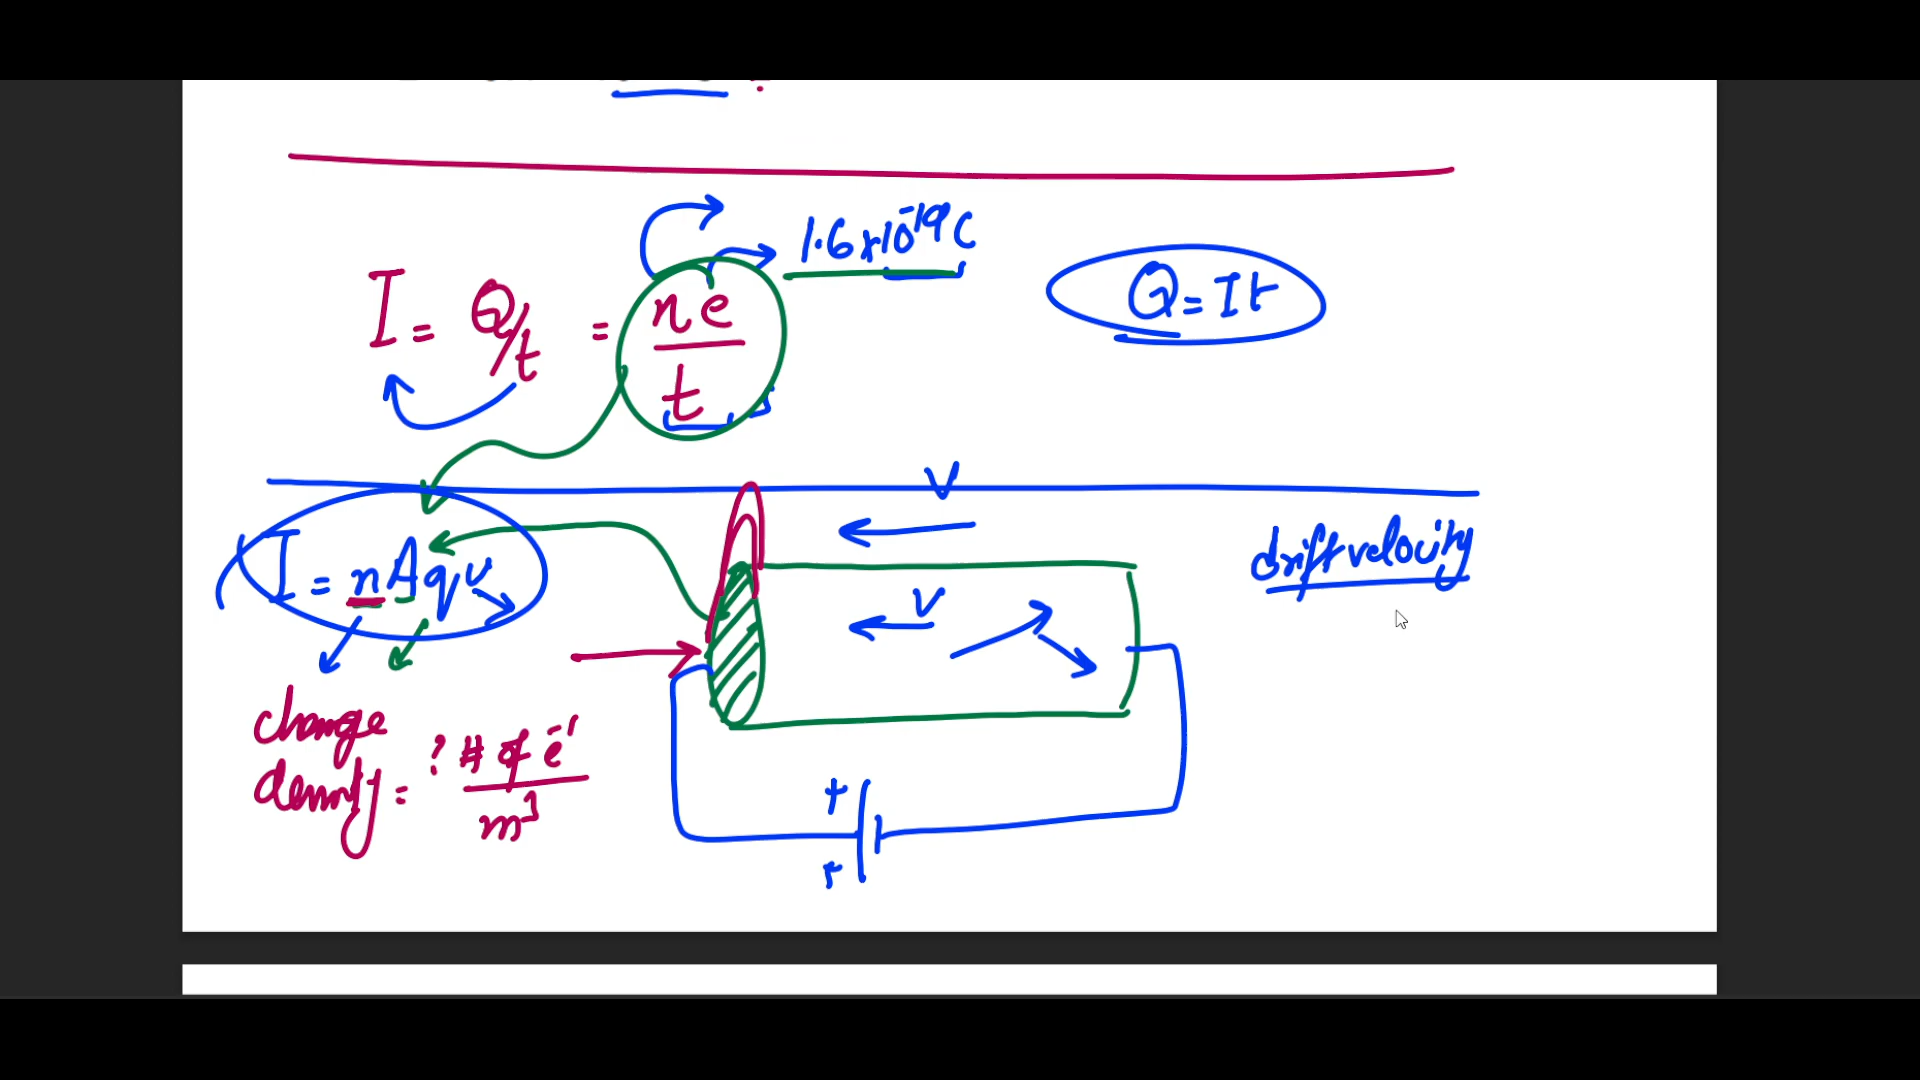 1.6x10⁻¹⁹C
I = Q/t = ne/t
Q = It
V
drift velocity
I = nAqv
V
charge
density = ? # of e⁻ / m³
+
+